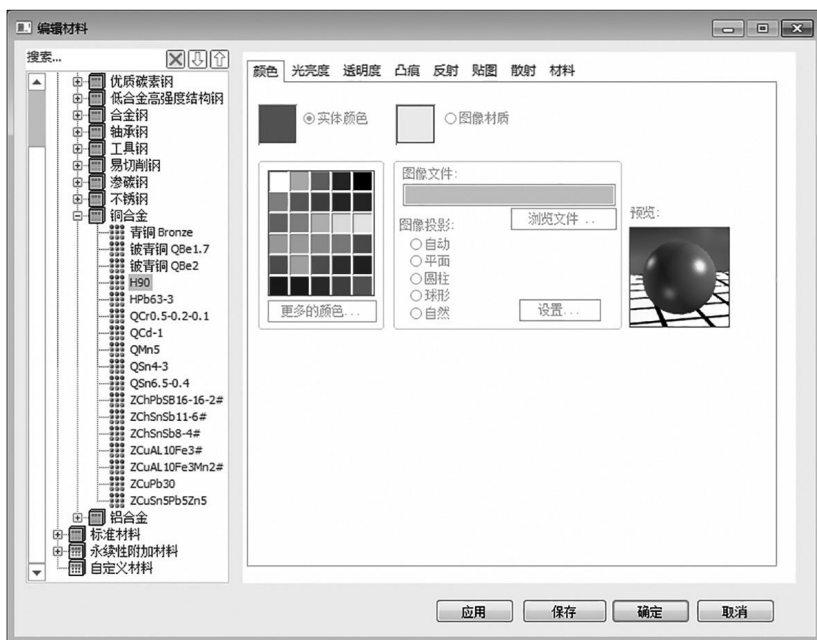 编辑材料
搜索...
优质碳素钢
低合金高强度结构钢
合金钢
轴承钢
工具钢
易切削钢
渗碳钢
不锈钢
铜合金
青铜 Bronze
铍青铜 QBe1.7
铍青铜 QBe2
H90
HPb63-3
QCr0.5-0.2-0.1
QCd-1
QMn5
QSn4-3
QSn6.5-0.4
ZChPbSB16-16-2#
ZChSnSb11-6#
ZChSnSb8-4#
ZCuAL10Fe3#
ZCuAL10Fe3Mn2#
ZCuPb30
ZCuSn5Pb5Zn5
铝合金
标准材料
永续性附加材料
自定义材料
颜色 光亮度 透明度 凸痕 反射 贴图 散射 材料
实体颜色 图像材质
更多的颜色...
图像文件:
浏览文件 ..
图像投影:
自动
平面
圆柱
球形
自然
设置...
预览:
应用 保存 确定 取消